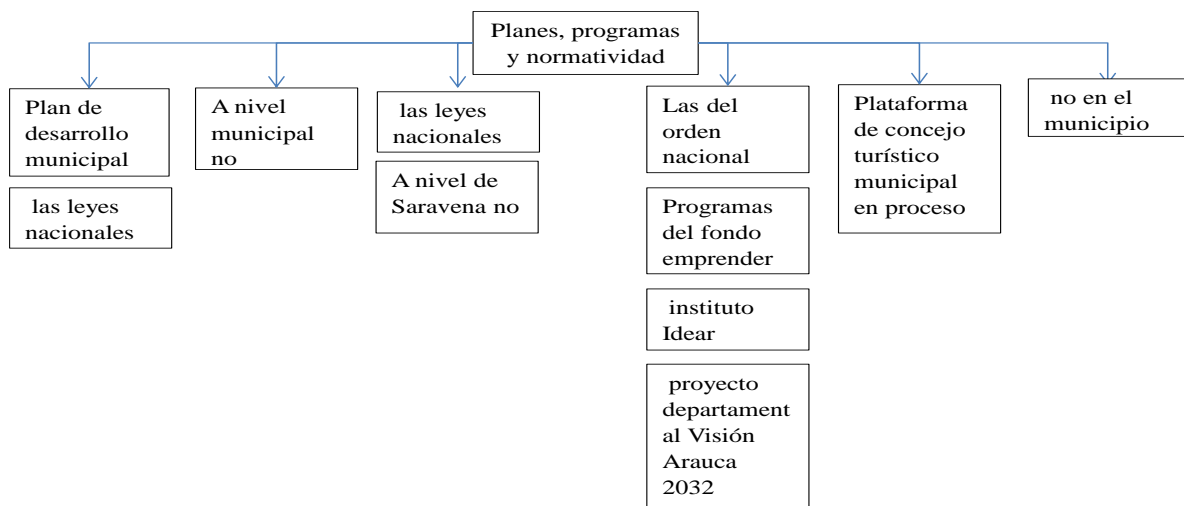 Planes, programas
y normatividad
Plan de
desarrollo
municipal
las leyes
nacionales
A nivel
municipal
no
las leyes
nacionales
A nivel de
Saravena no
Las del
orden
nacional
Programas
del fondo
emprender
instituto
Idear
proyecto
departament
al Visión
Arauca
2032
Plataforma
de concejo
turístico
municipal
en proceso
no en el
municipio